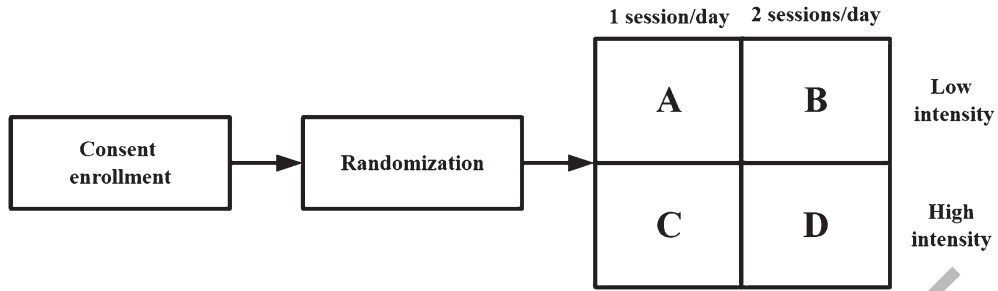 1 session/day
2 sessions/day
Consent
enrollment
Randomization
A
B
Low
intensity
C
D
High
intensity